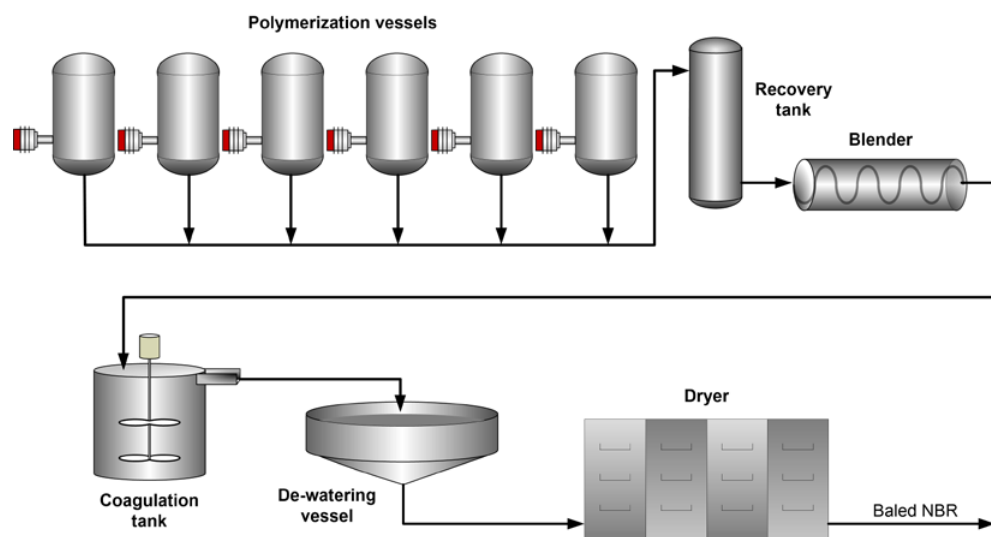 Polymerization vessels
Recovery
tank
Blender
Coagulation
tank
De-watering
vessel
Dryer
Baled NBR